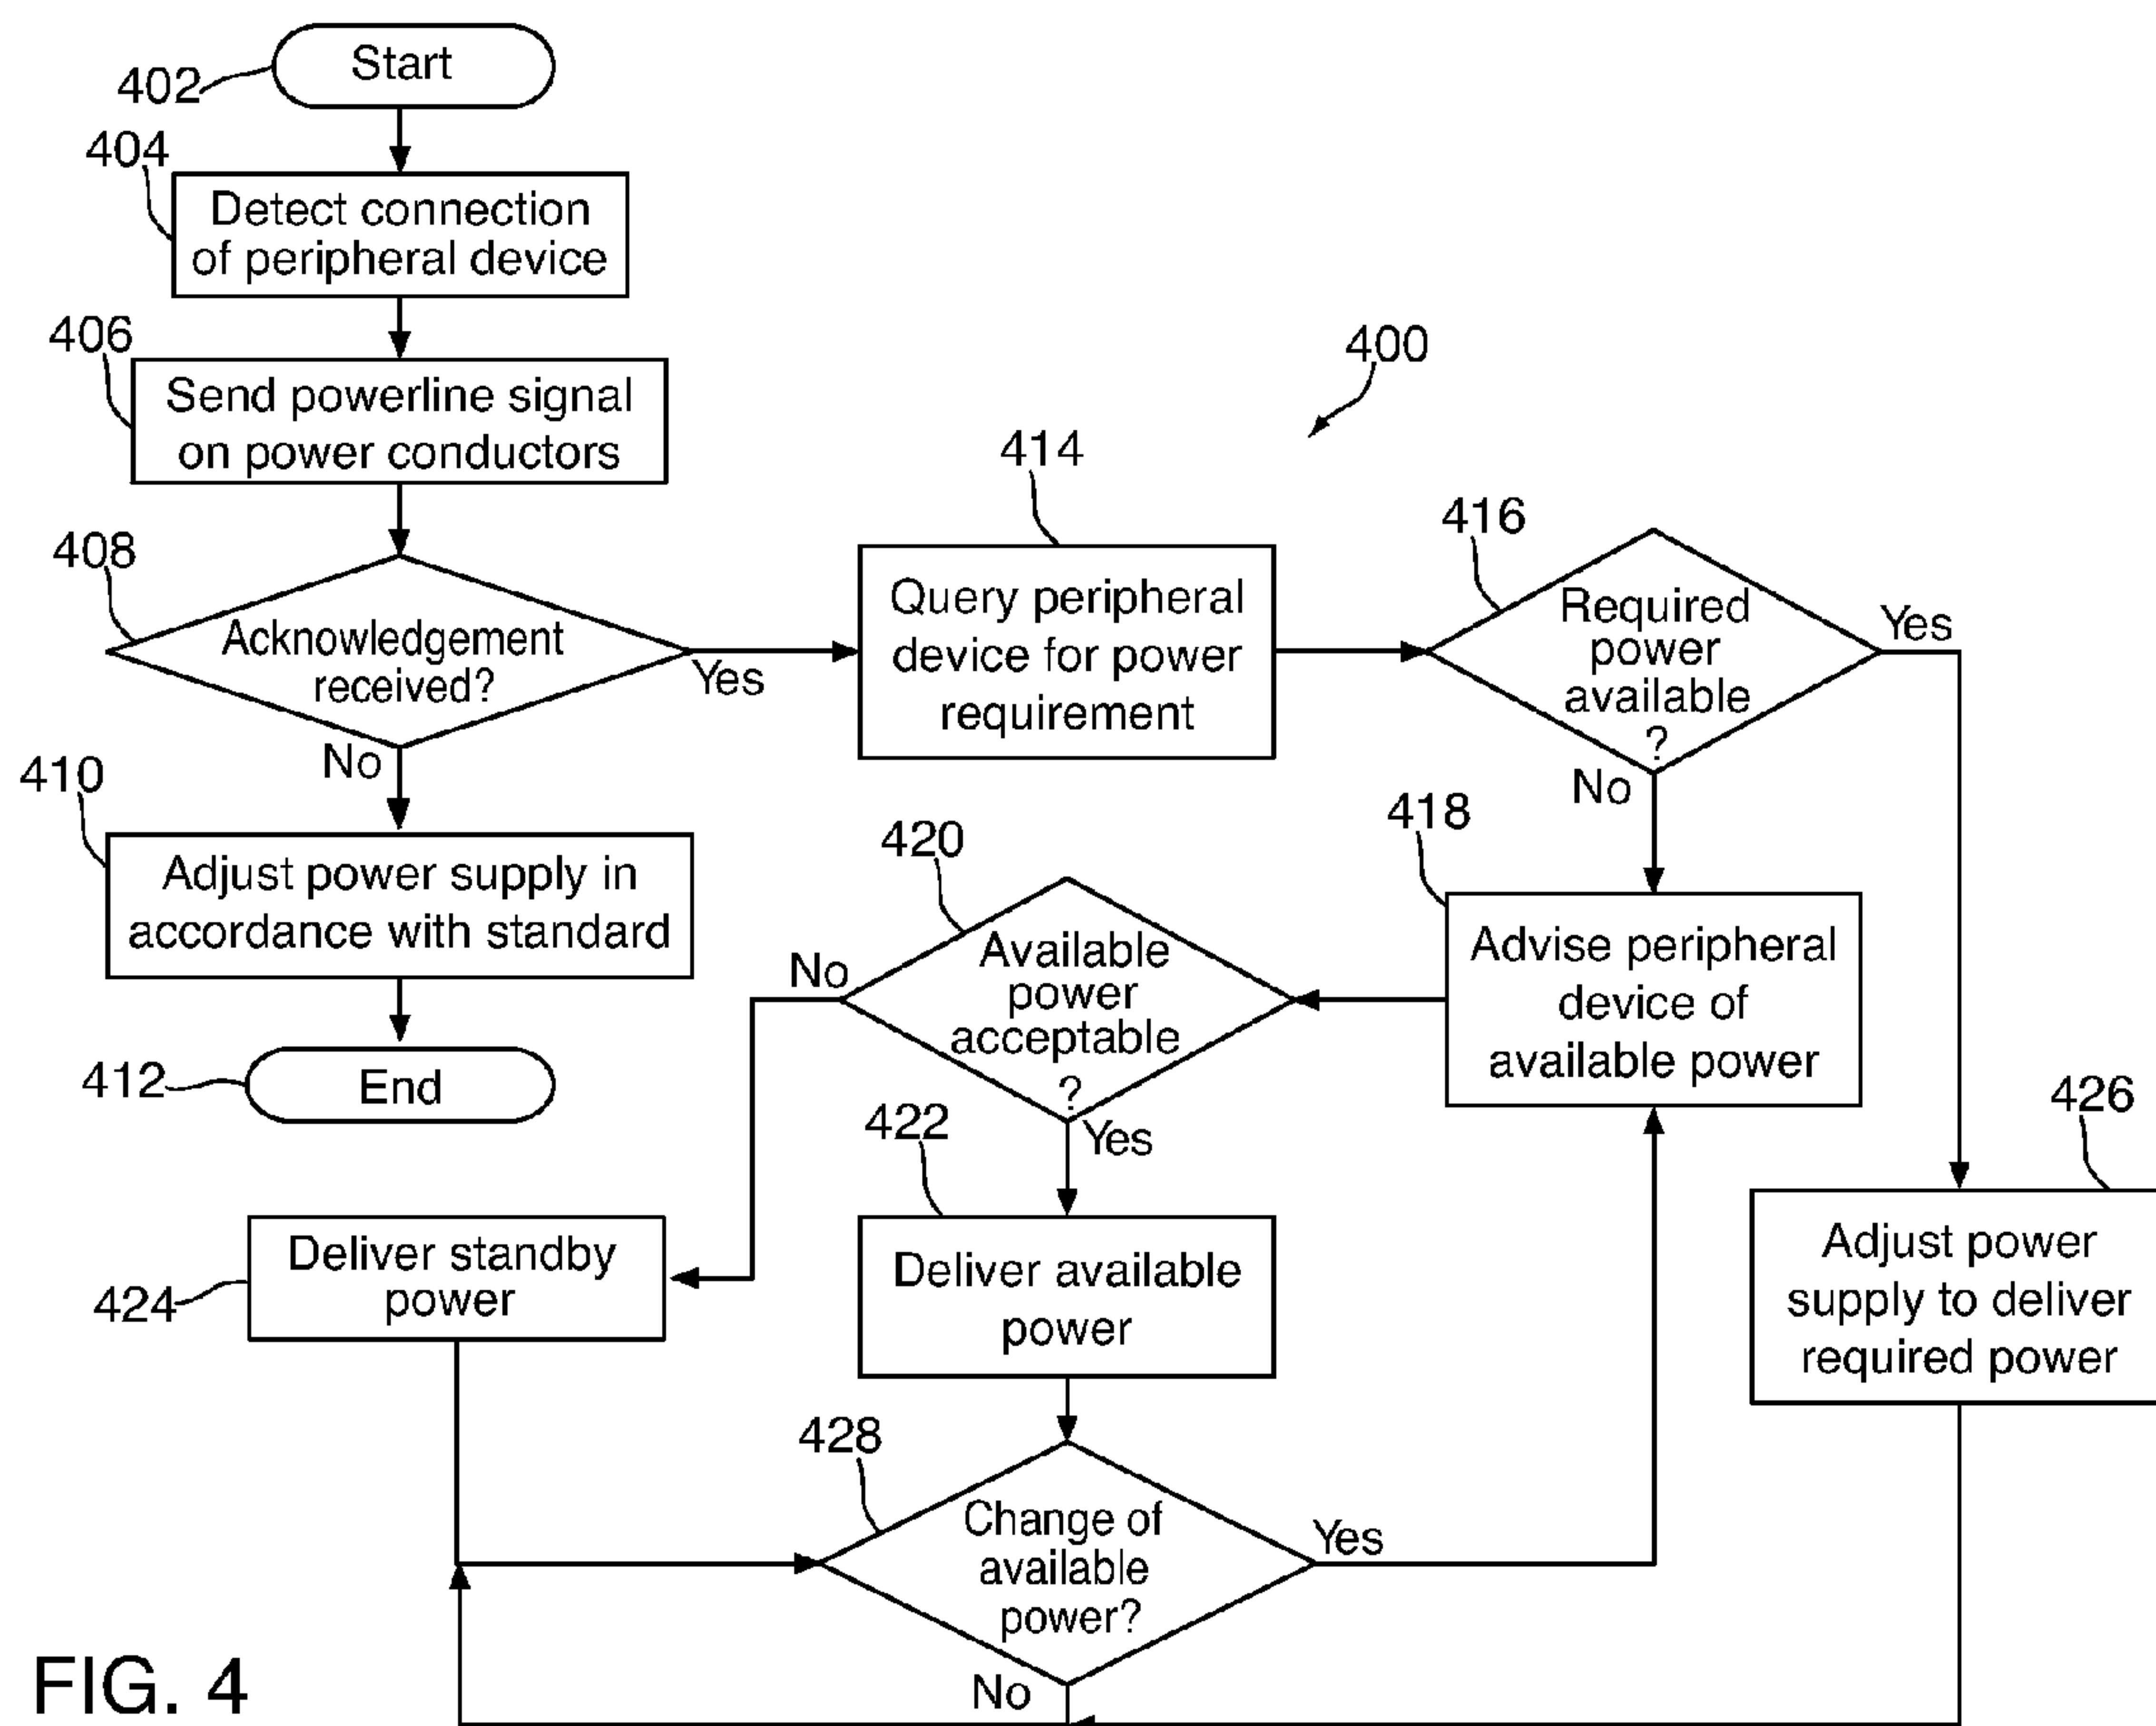 Start
402
404
Detect connection
of peripheral device
406
Send powerline signal
on power conductors
400
408
Acknowledgement
received?
Yes
No
414
Query peripheral
device for power
requirement
416
Required
power
available
?
Yes
No
410
Adjust power supply in
accordance with standard
412
End
418
Advise peripheral
device of
available power
420
Available
power
acceptable
?
No
Yes
422
Deliver available
power
424
Deliver standby
power
426
Adjust power
supply to deliver
required power
428
Change of
available
power?
Yes
No
FIG. 4